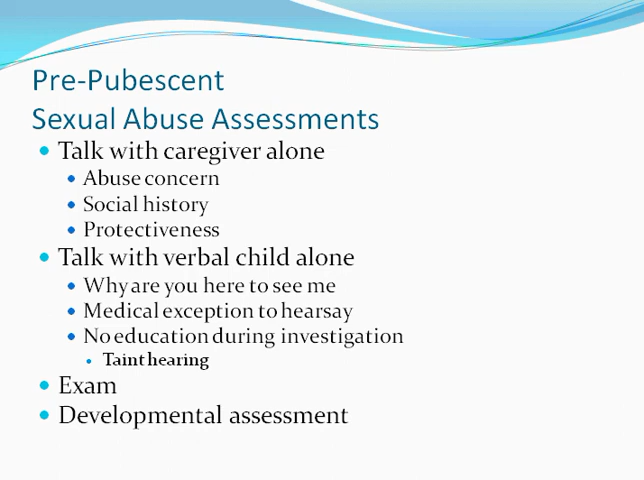 Pre-Pubescent
Sexual Abuse Assessments
Talk with caregiver alone
Abuse concern
Social history
Protectiveness
Talk with verbal child alone
Why are you here to see me
Medical exception to hearsay
No education during investigation
Taint hearing
Exam
Developmental assessment